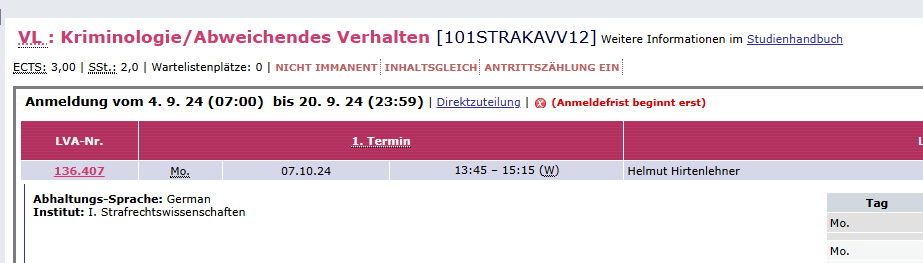 VL : Kriminologie/Abweichendes Verhalten [101STRAKAVV12] Weitere Informationen im Studienhandbuch
ECTS: 3,00 | SSt.: 2,0 | Wartelistenplätze: 0 | NICHT IMMANENT INHALTSGLEICH ANTRITTSZÄHLUNG EIN
Anmeldung vom 4. 9. 24 (07:00) bis 20. 9. 24 (23:59) | Direktzuteilung | (Anmeldefrist beginnt erst)
LVA-Nr. 1. Termin L
136.407 Mo. 07.10.24 13:45 – 15:15 (W) Helmut Hirtenlehner
Abhaltungs-Sprache: German
Institut: I. Strafrechtswissenschaften
Tag
Mo.
Mo.